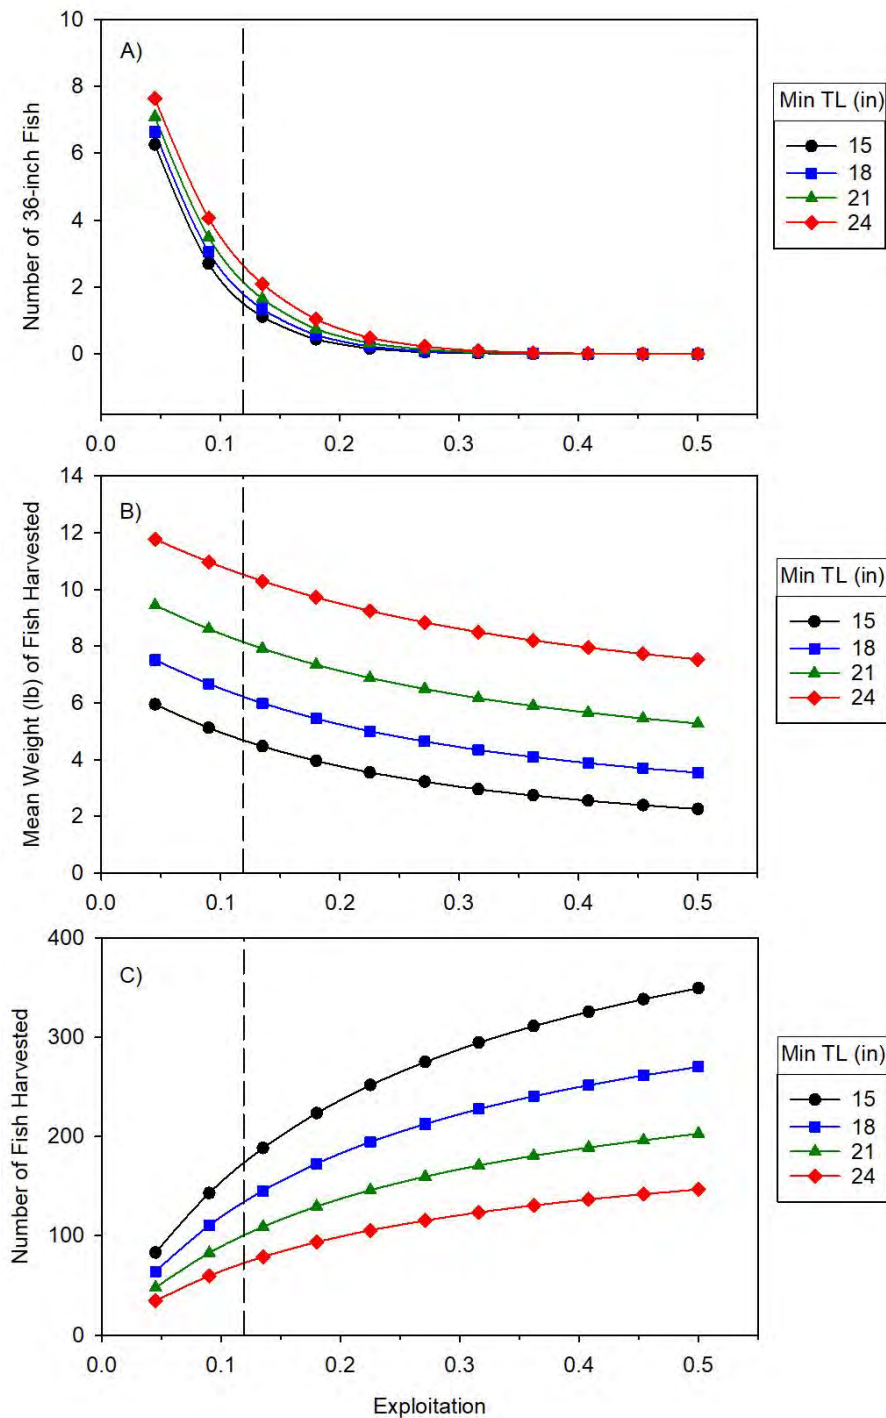 A)
Number of 36-inch Fish
10
8
6
4
2
0
0.0 0.1 0.2 0.3 0.4 0.5
Min TL (in)
15
18
21
24
B)
Mean Weight (lb) of Fish Harvested
14
12
10
8
6
4
2
0
0.0 0.1 0.2 0.3 0.4 0.5
Min TL (in)
15
18
21
24
C)
Number of Fish Harvested
400
300
200
100
0
0.0 0.1 0.2 0.3 0.4 0.5
Exploitation
Min TL (in)
15
18
21
24